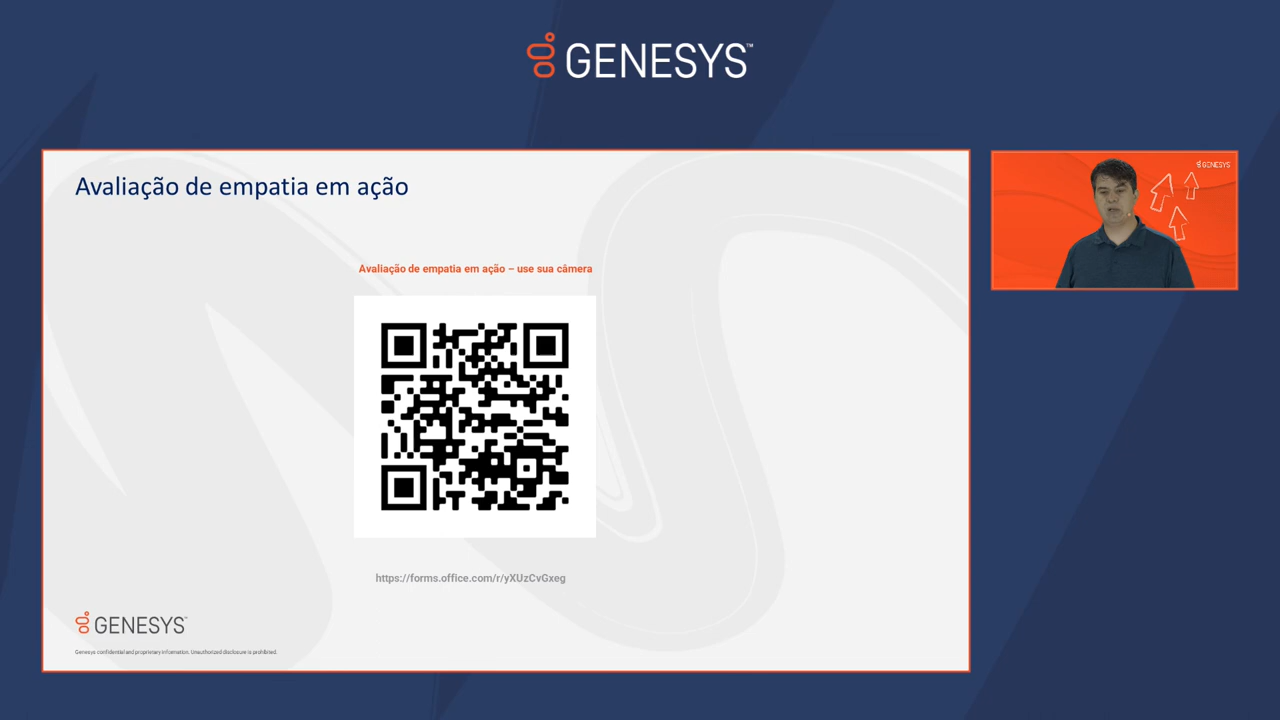 GENESYS™
Avaliação de empatia em ação
GENESYS
Avaliação de empatia em ação – use sua câmera
https://forms.office.com/r/yXUzCvGxeg
GENESYS™
Genesys confidential and proprietary information. Unauthorized disclosure is prohibited.